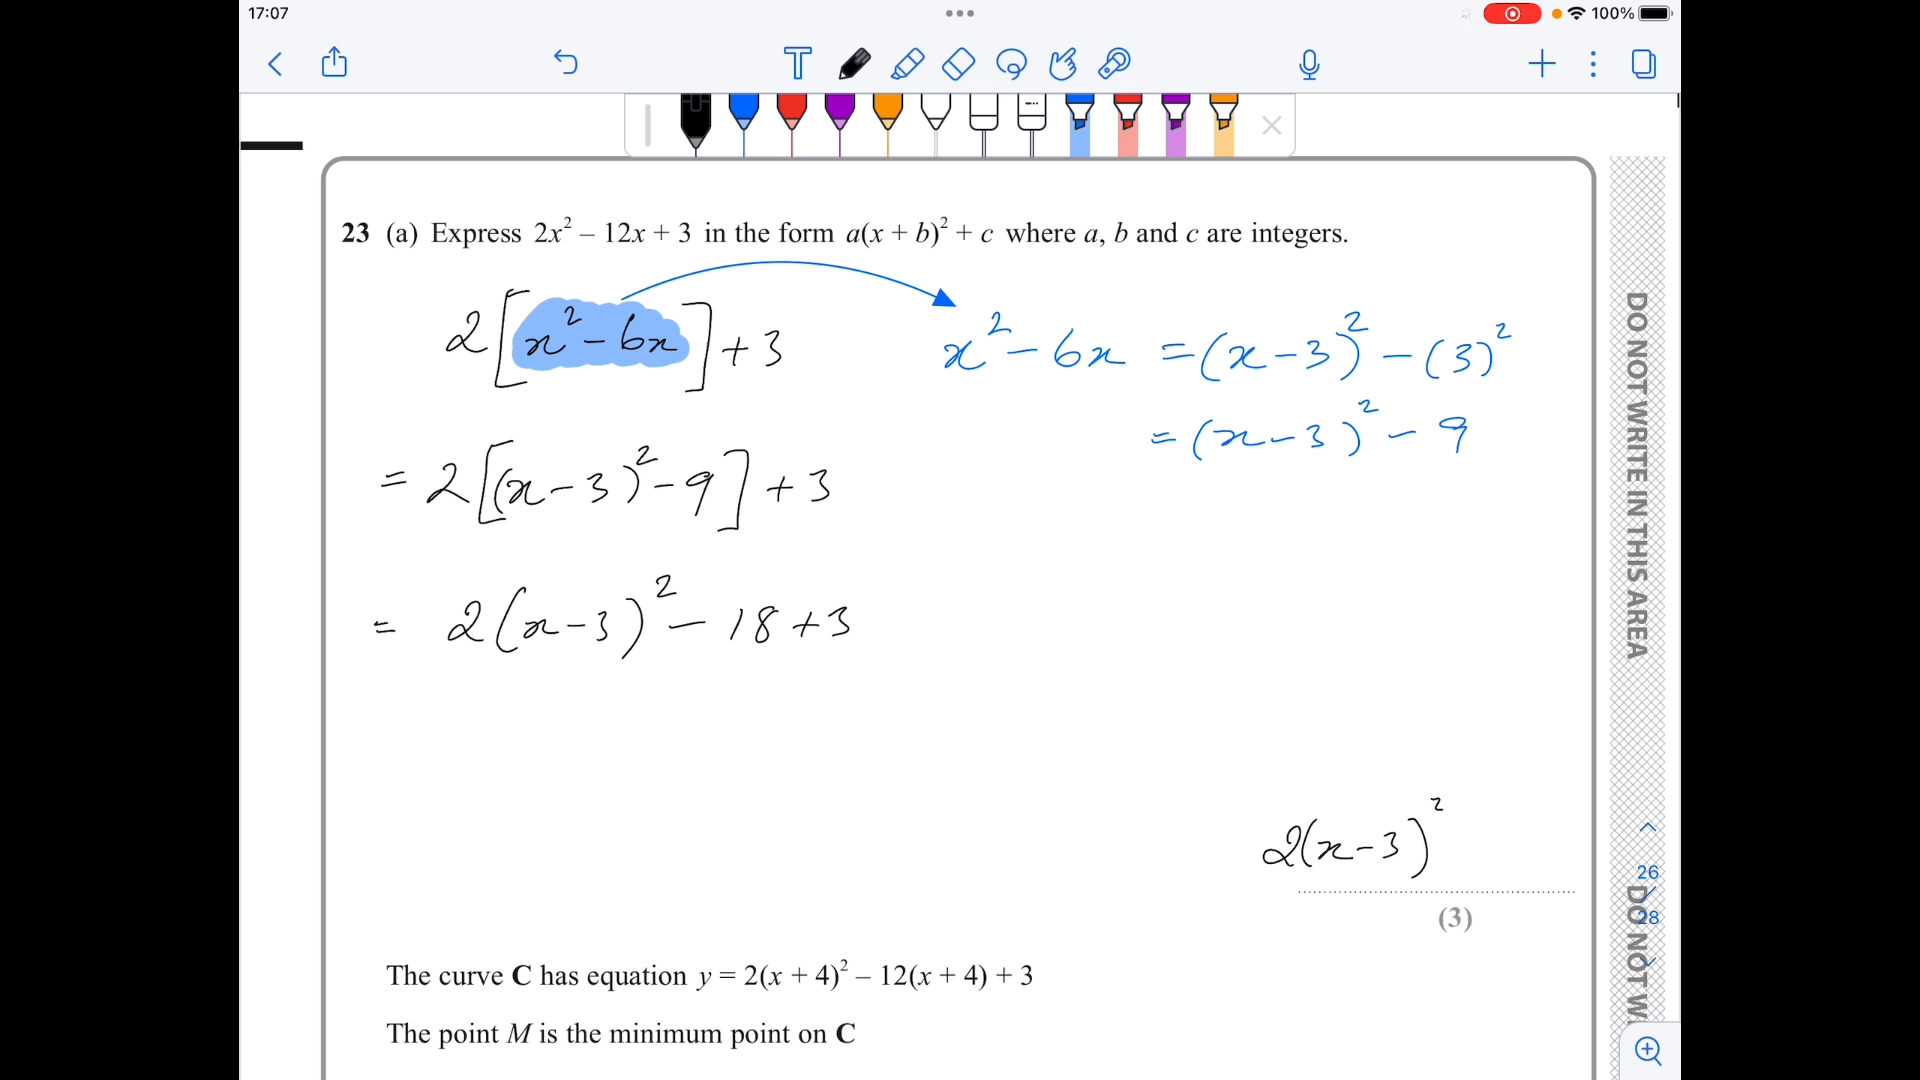 17:07
100%
23 (a) Express 2x² – 12x + 3 in the form a(x + b)² + c where a, b and c are integers.
2[x² – 6x] + 3
x² – 6x = (x – 3)² – (3)²
= (x – 3)² – 9
= 2[(x – 3)² – 9] + 3
= 2(x – 3)² – 18 + 3
2(x – 3)²
(3)
The curve C has equation y = 2(x + 4)² – 12(x + 4) + 3
The point M is the minimum point on C
DO NOT WRITE IN THIS AREA
26
/
28
DO NOT W